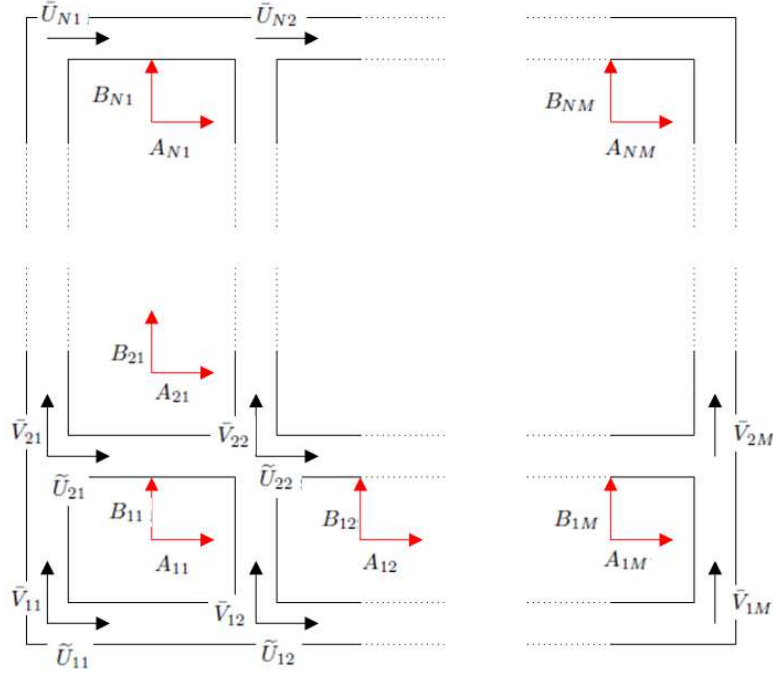 Ū_{N1} Ū_{N2}
B_{N1} B_{NM}
A_{N1} A_{NM}
B_{21}
A_{21}
V̄_{21} V̄_{22} V̄_{2M}
Ũ_{21} Ũ_{22}
B_{11} B_{12} B_{1M}
A_{11} A_{12} A_{1M}
V̄_{11} V̄_{12} V̄_{1M}
Ũ_{11} Ũ_{12}